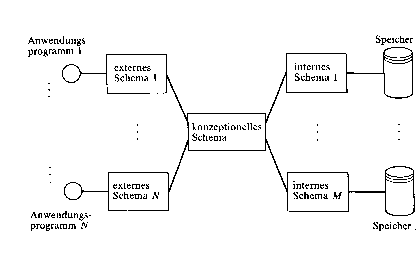 Anwendungs
programm 1
externes
Schema 1
internes
Schema 1
Speicher
konzeptionelles
Schema
externes
Schema N
internes
Schema M
Anwendungs-
programm N
Speicher